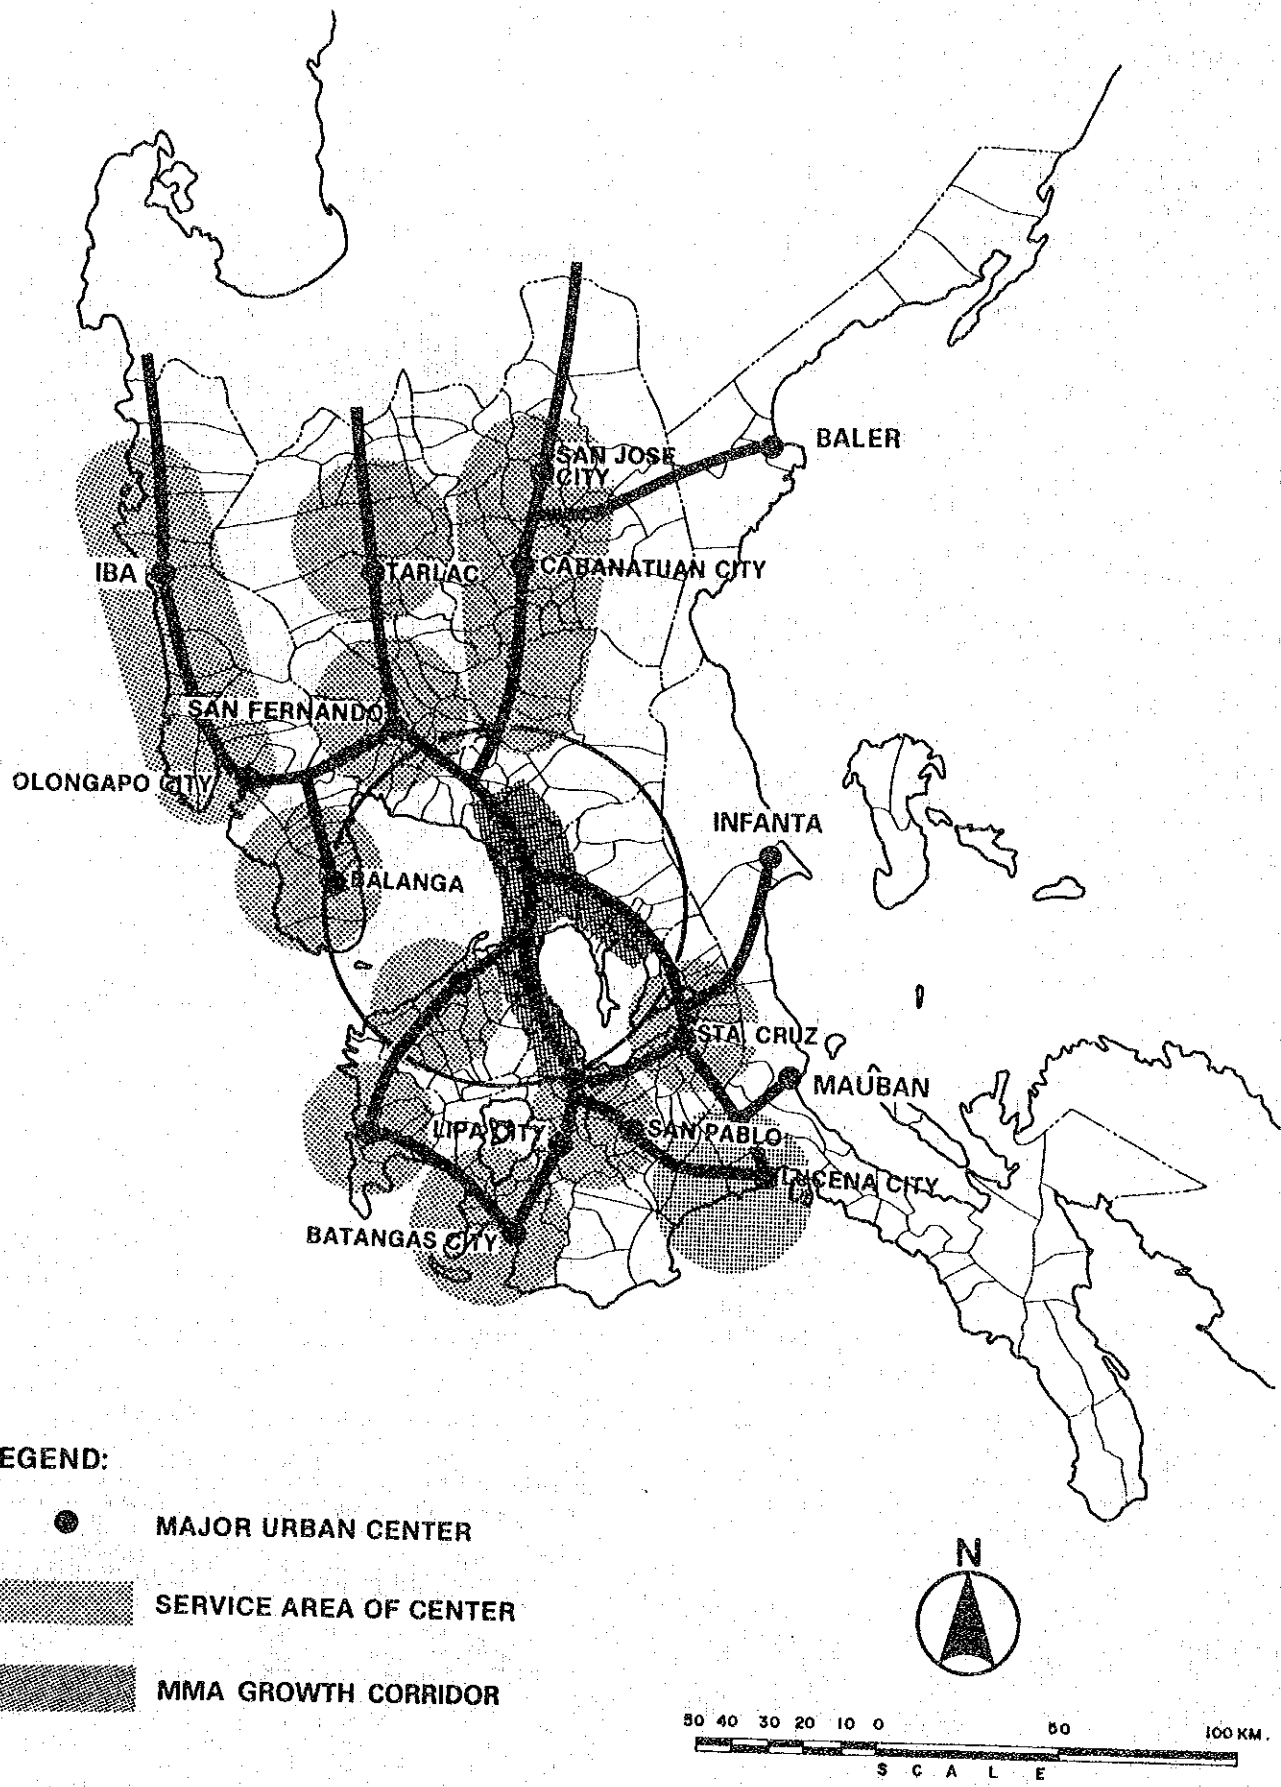 BALER
SAN JOSE
CITY
IBA
TARLAC
CABANATUAN CITY
SAN FERNANDO
OLONGAPO CITY
INFANTA
BALANGA
STA. CRUZ
MAUBAN
LIPA CITY
SAN PABLO
LUCENA CITY
BATANGAS CITY
EGEND:
MAJOR URBAN CENTER
SERVICE AREA OF CENTER
MMA GROWTH CORRIDOR
N
50 40 30 20 10 0 50 100 KM.
S C A L E